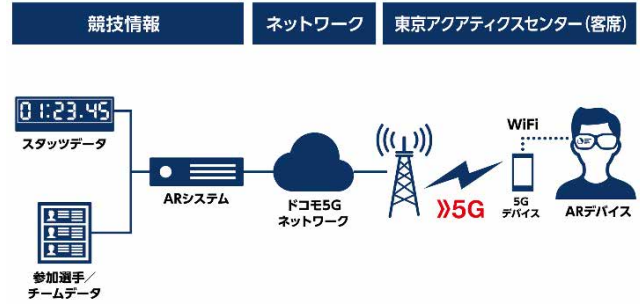 競技情報
ネットワーク
東京アクアティクスセンター(客席)
01:23.45
スタッツデータ
ARシステム
参加選手/
チームデータ
ドコモ5G
ネットワーク
»5G
WiFi
5G
デバイス
ARデバイス